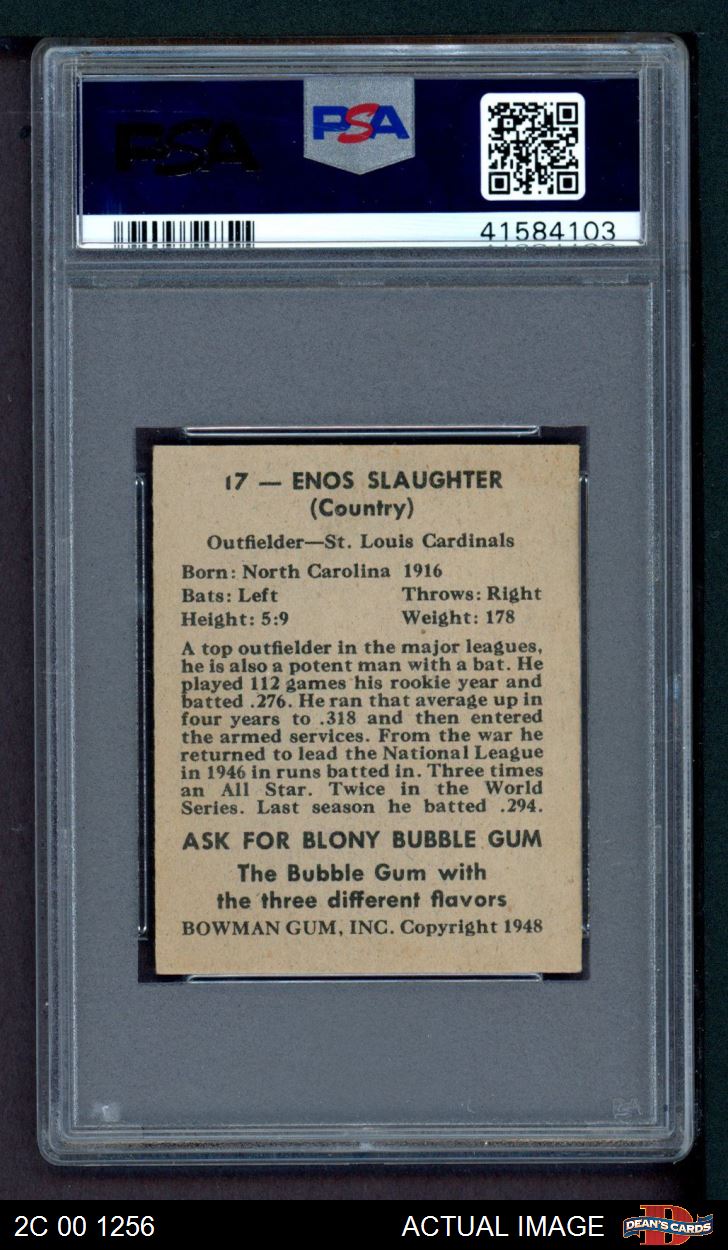 PSA
PSA
41584103
17 — ENOS SLAUGHTER
(Country)
Outfielder—St. Louis Cardinals
Born: North Carolina 1916
Bats: Left Throws: Right
Height: 5:9 Weight: 178
A top outfielder in the major leagues,
he is also a potent man with a bat. He
played 112 games his rookie year and
batted .276. He ran that average up in
four years to .318 and then entered
the armed services. From the war he
returned to lead the National League
in 1946 in runs batted in. Three times
an All Star. Twice in the World
Series. Last season he batted .294.
ASK FOR BLONY BUBBLE GUM
The Bubble Gum with
the three different flavors
BOWMAN GUM, INC. Copyright 1948
PSA
2C 00 1256 ACTUAL IMAGE DEAN'S CARDS